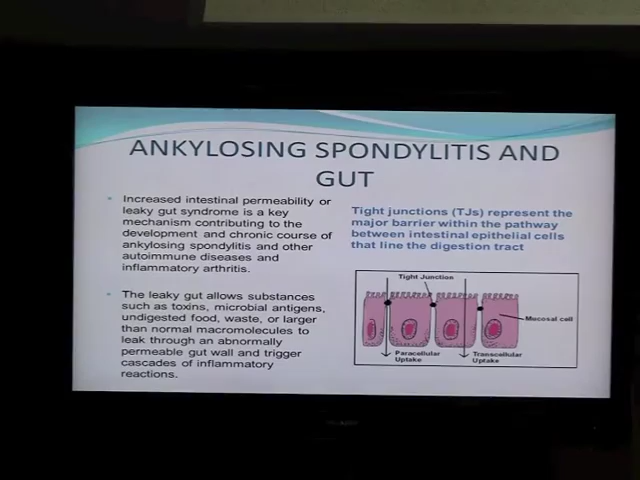 ANKYLOSING SPONDYLITIS AND
GUT
Increased intestinal permeability or
leaky gut syndrome is a key
mechanism contributing to the
development and chronic course of
ankylosing spondylitis and other
autoimmune diseases and
inflammatory arthritis.
The leaky gut allows substances
such as toxins, microbial antigens,
undigested food, waste, or larger
than normal macromolecules to
leak through an abnormally
permeable gut wall and trigger
cascades of inflammatory
reactions.
Tight junctions (TJs) represent the
major barrier within the pathway
between intestinal epithelial cells
that line the digestion tract
Tight Junction
Mucosal cell
Paracellular
Uptake
Transcellular
Uptake